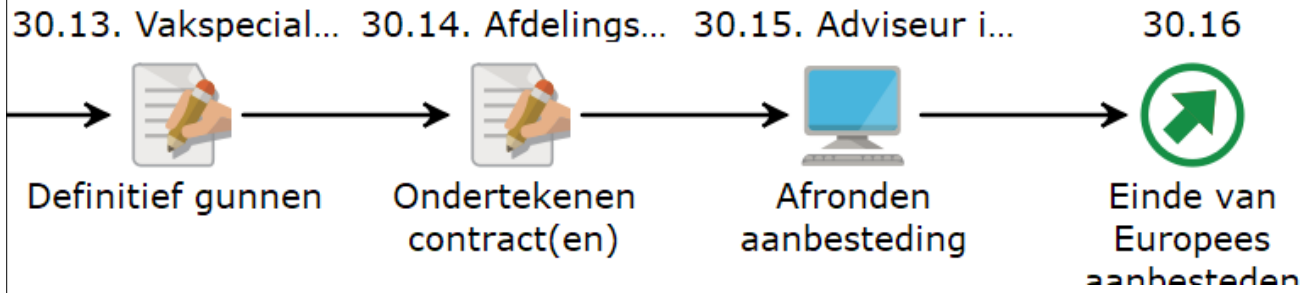 30.13. Vakspecial... 30.14. Afdelings... 30.15. Adviseur i... 30.16
Definitief gunnen Ondertekenen Afronden Einde van
contract(en) aanbesteding Europees
aanbesteden